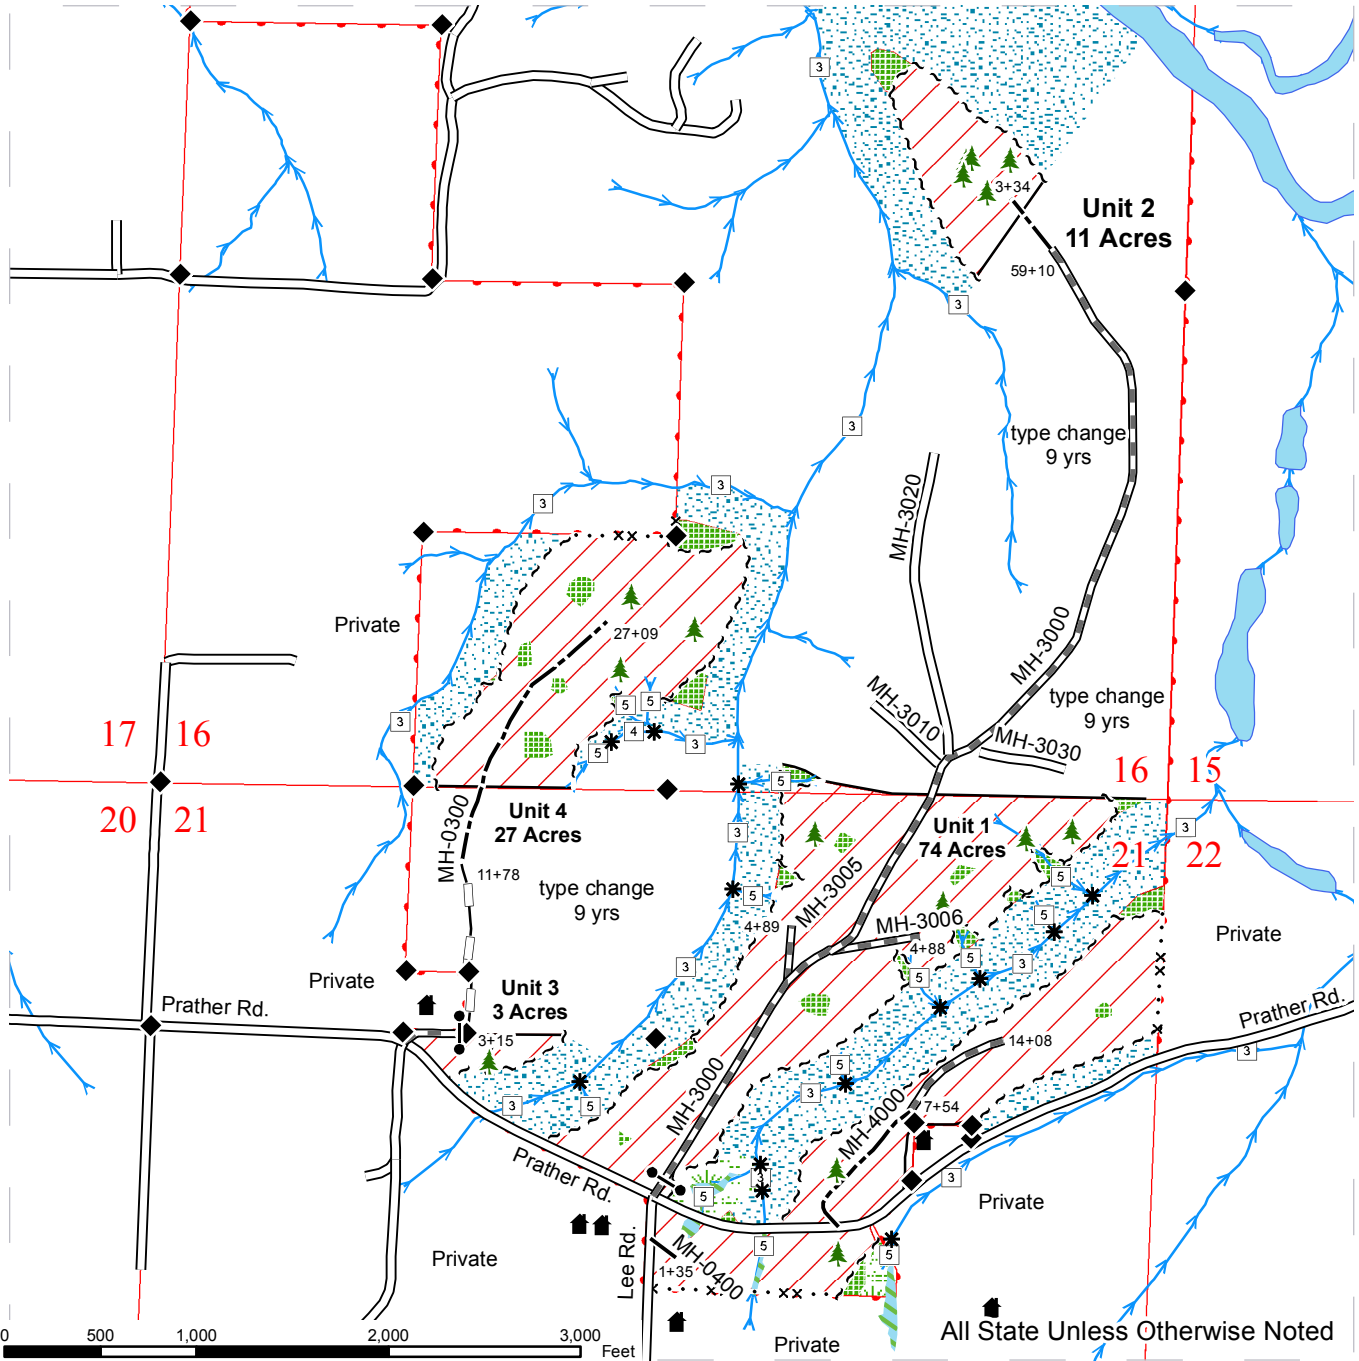 3
3+34
Unit 2
11 Acres
59+10
3
3
type change
9 yrs
3
3
MH-3020
Private
27+09
MH-3000
5
5
4
5
3
3
MH-3010
type change
9 yrs
MH-3030
17 16
20 21
16 15
21 22
5
Unit 4
27 Acres
MH-0300
11+78
3
Unit 1
74 Acres
3
type change
9 yrs
5
4+89
MH-3005
MH-3006
4+88
5
5
5
5
3
Private
Private
3
Unit 3
3 Acres
Prather Rd.
3+15
Prather Rd.
3
14+08
5
3
3
5
MH-3000
MH-4000
7+54
Prather Rd.
5
3
3
Private
Private
Lee Rd.
MH-0400
1+35
5
5
Private
All State Unless Otherwise Noted
0 500 1,000 2,000 3,000
Feet